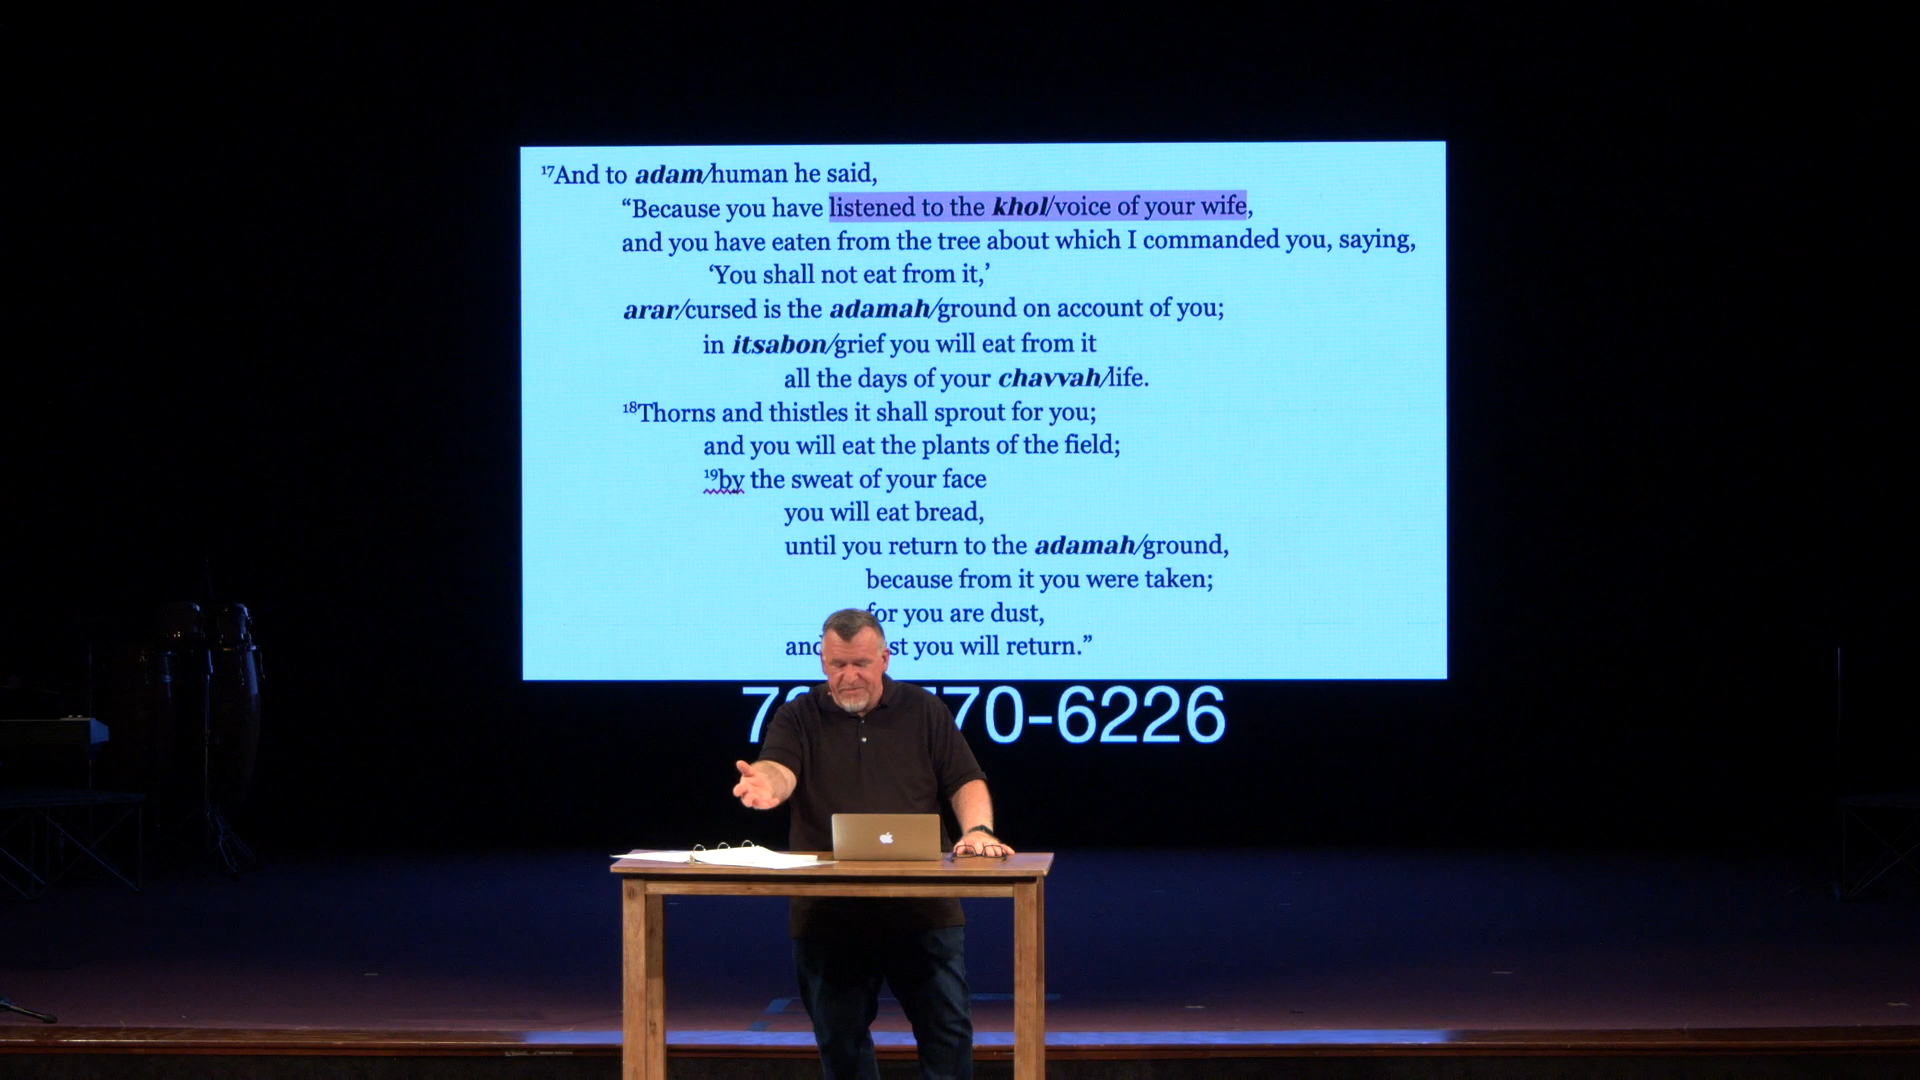 ¹⁷And to adam/human he said,
“Because you have listened to the khol/voice of your wife,
and you have eaten from the tree about which I commanded you, saying,
‘You shall not eat from it,’
arar/cursed is the adamah/ground on account of you;
in itsabon/grief you will eat from it
all the days of your chavvah/life.
¹⁸Thorns and thistles it shall sprout for you;
and you will eat the plants of the field;
¹⁹by the sweat of your face
you will eat bread,
until you return to the adamah/ground,
because from it you were taken;
for you are dust,
you will return.”
70-6226